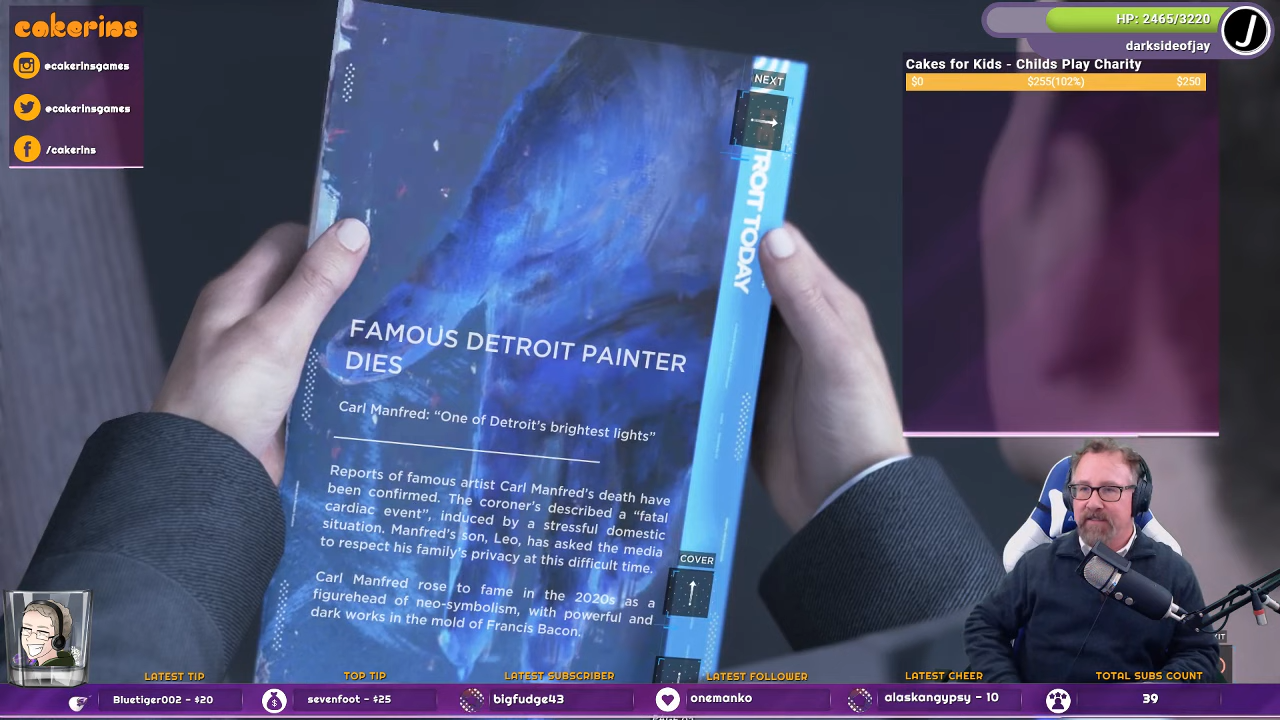 cakerins
@cakerinsgames
@cakerinsgames
/cakerins
HP: 2465/3220
darksideofjay
Cakes for Kids - Childs Play Charity
$0 $255(102%) $250
NEXT
TROIT TODAY
FAMOUS DETROIT PAINTER
DIES
Carl Manfred: “One of Detroit's brightest lights”
Reports of famous artist Carl Manfred's death have
been confirmed. The coroner's described a “fatal
cardiac event”, induced by a stressful domestic
situation. Manfred's son, Leo, has asked the media
to respect his family's privacy at this difficult time.
Carl Manfred rose to fame in the 2020s as a
figurehead of neo-symbolism, with powerful and
dark works in the mold of Francis Bacon.
COVER
LATEST TIP
TOP TIP
LATEST SUBSCRIBER
LATEST FOLLOWER
LATEST CHEER
TOTAL SUBS COUNT
Bluetiger002 - $20
sevenfoot - $25
bigfudge43
onemanko
alaskangypsy - 10
39